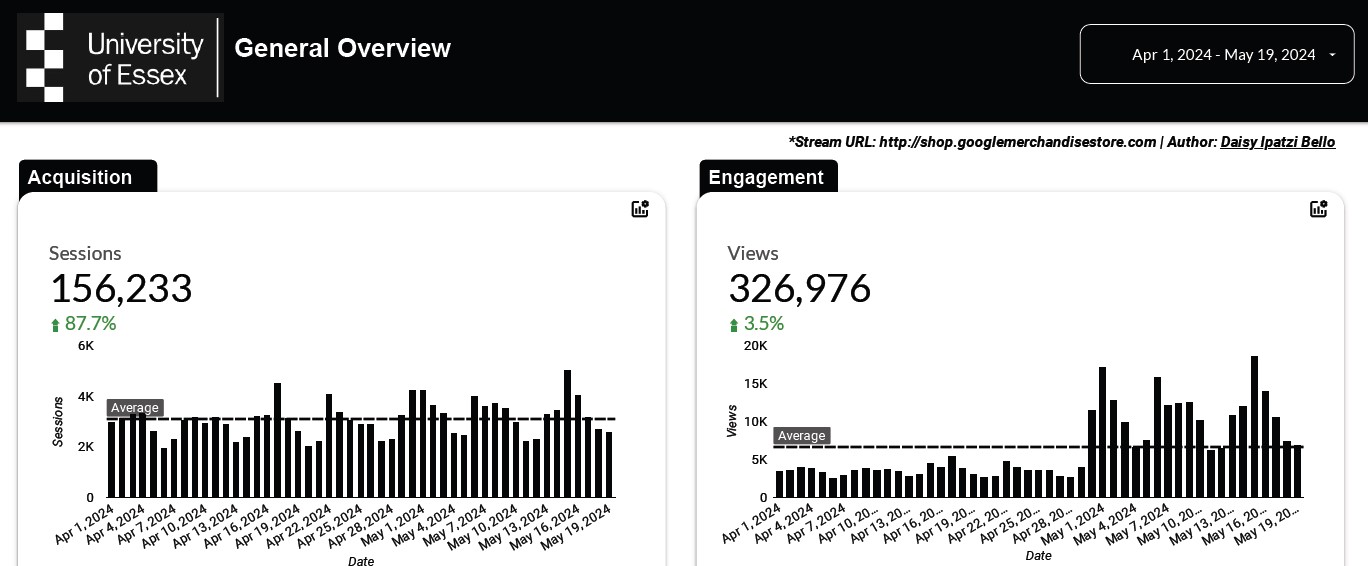 University
of Essex
General Overview
Apr 1, 2024 - May 19, 2024
*Stream URL: http://shop.googlemerchandisestore.com | Author: Daisy Ipatzi Bello
Acquisition
Sessions
156,233
87.7%
6K
4K
2K
0
Sessions
Average
Apr 1, 2024
Apr 4, 2024
Apr 7, 2024
Apr 10, 2024
Apr 13, 2024
Apr 16, 2024
Apr 19, 2024
Apr 22, 2024
Apr 25, 2024
Apr 28, 2024
May 1, 2024
May 4, 2024
May 7, 2024
May 10, 2024
May 13, 2024
May 16, 2024
May 19, 2024
Date
Engagement
Views
326,976
3.5%
20K
15K
10K
5K
0
Views
Average
Apr 1, 2024
Apr 4, 2024
Apr 7, 2024
Apr 10, 20...
Apr 13, 20...
Apr 16, 20...
Apr 19, 20...
Apr 22, 20...
Apr 25, 20...
Apr 28, 20...
May 1, 2024
May 4, 2024
May 7, 2024
May 10, 20...
May 13, 20...
May 16, 20...
May 19, 20...
Date